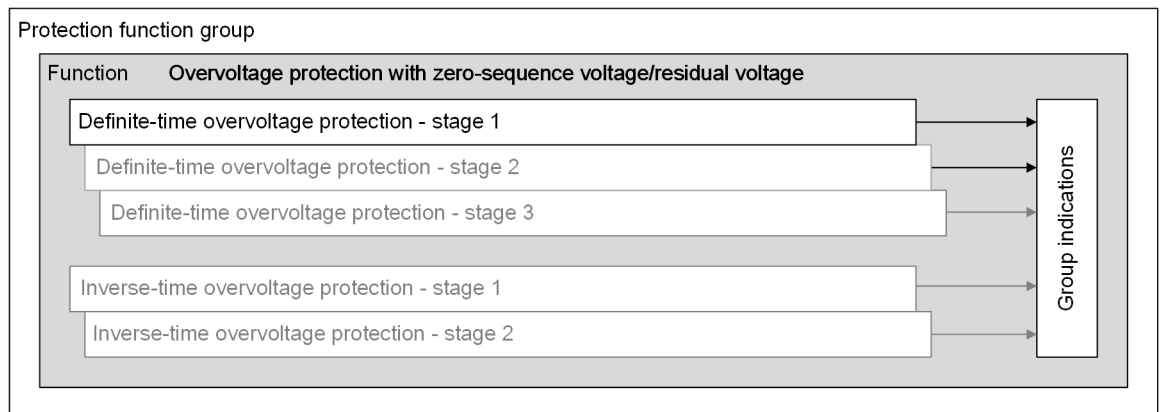 Protection function group
Function Overvoltage protection with zero-sequence voltage/residual voltage
Definite-time overvoltage protection - stage 1
Definite-time overvoltage protection - stage 2
Definite-time overvoltage protection - stage 3
Inverse-time overvoltage protection - stage 1
Inverse-time overvoltage protection - stage 2
Group indications